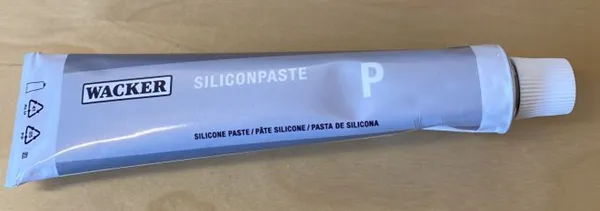 WACKER
SILICONPASTE
P
SILICONE PASTE / PÂTE SILICONE / PASTA DE SILICONA